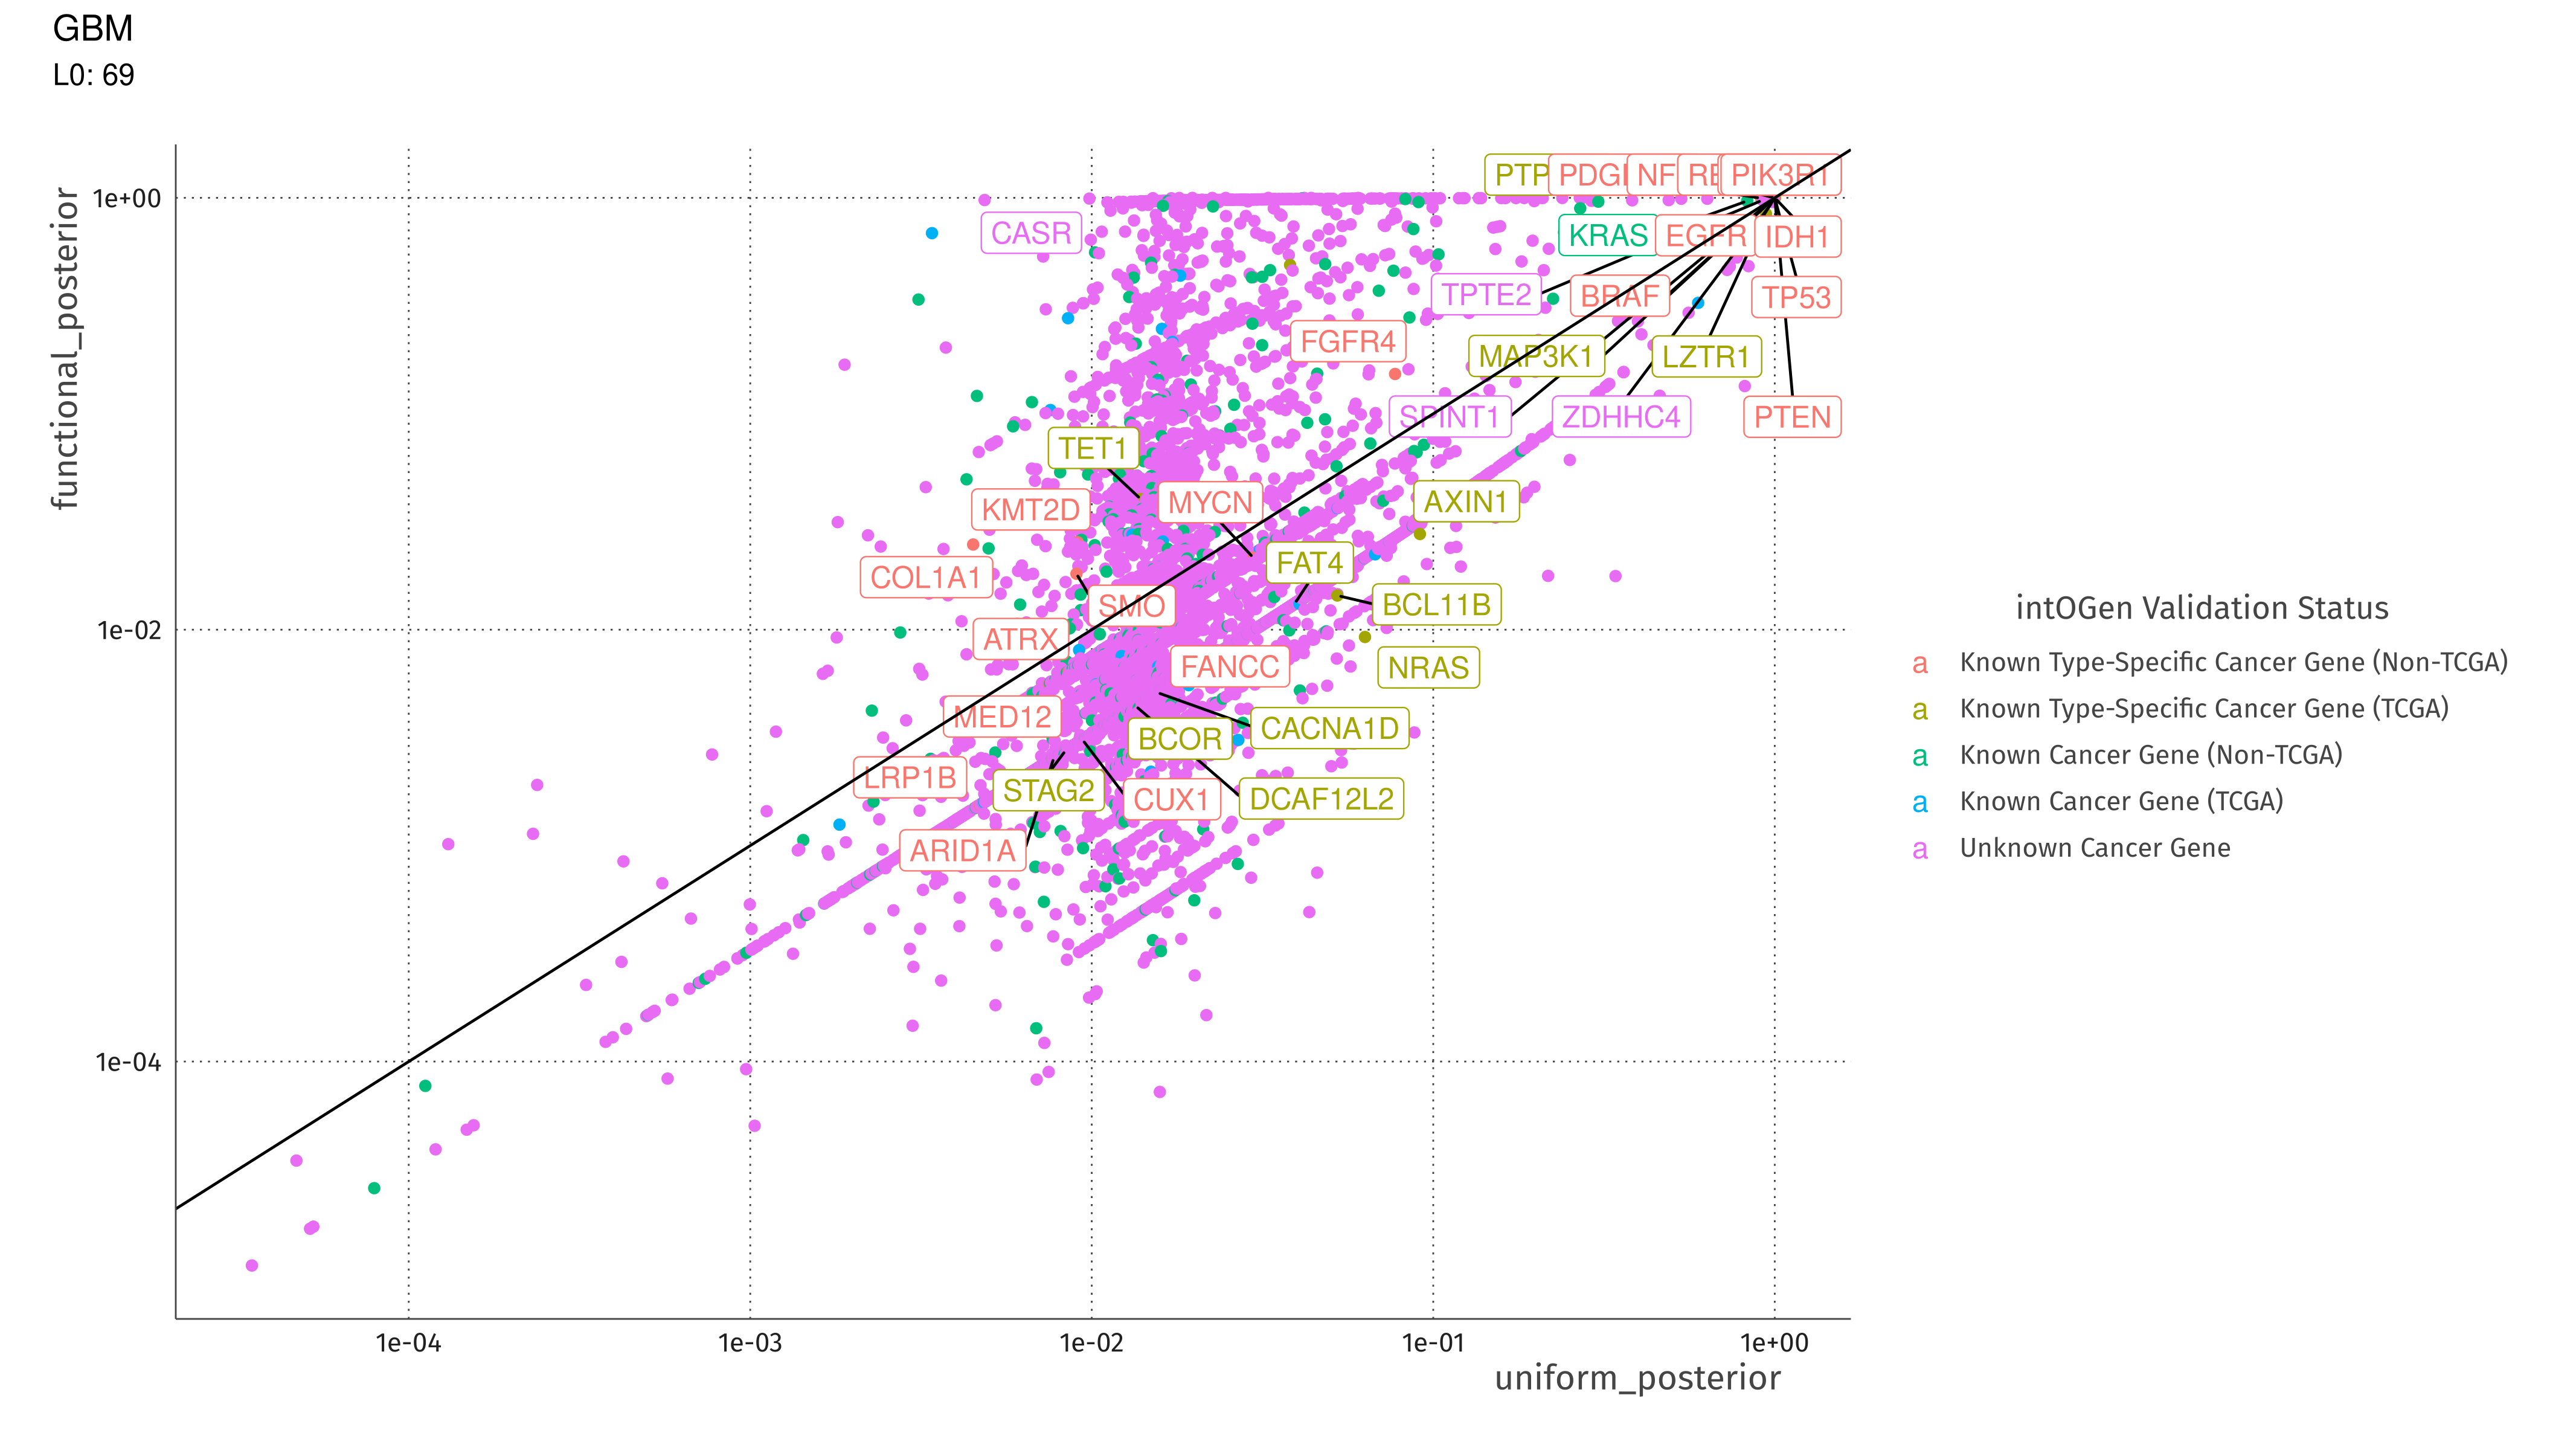 GBM
L0: 69
functional_posterior
1e+00
1e-02
1e-04
PIK3R1
CASR
KRAS
EGFR
IDH1
TPTE2
BRAF
TP53
FGFR4
MAP3K1
LZTR1
SPINT1
ZDHHC4
PTEN
TET1
KMT2D
MYCN
AXIN1
COL1A1
FAT4
SMO
BCL11B
ATRX
FANCC
NRAS
MED12
CACNA1D
BCOR
LRP1B
STAG2
CUX1
DCAF12L2
ARID1A
1e-04
1e-03
1e-02
1e-01
1e+00
uniform_posterior
intOGen Validation Status
a Known Type-Specific Cancer Gene (Non-TCGA)
a Known Type-Specific Cancer Gene (TCGA)
a Known Cancer Gene (Non-TCGA)
a Known Cancer Gene (TCGA)
a Unknown Cancer Gene